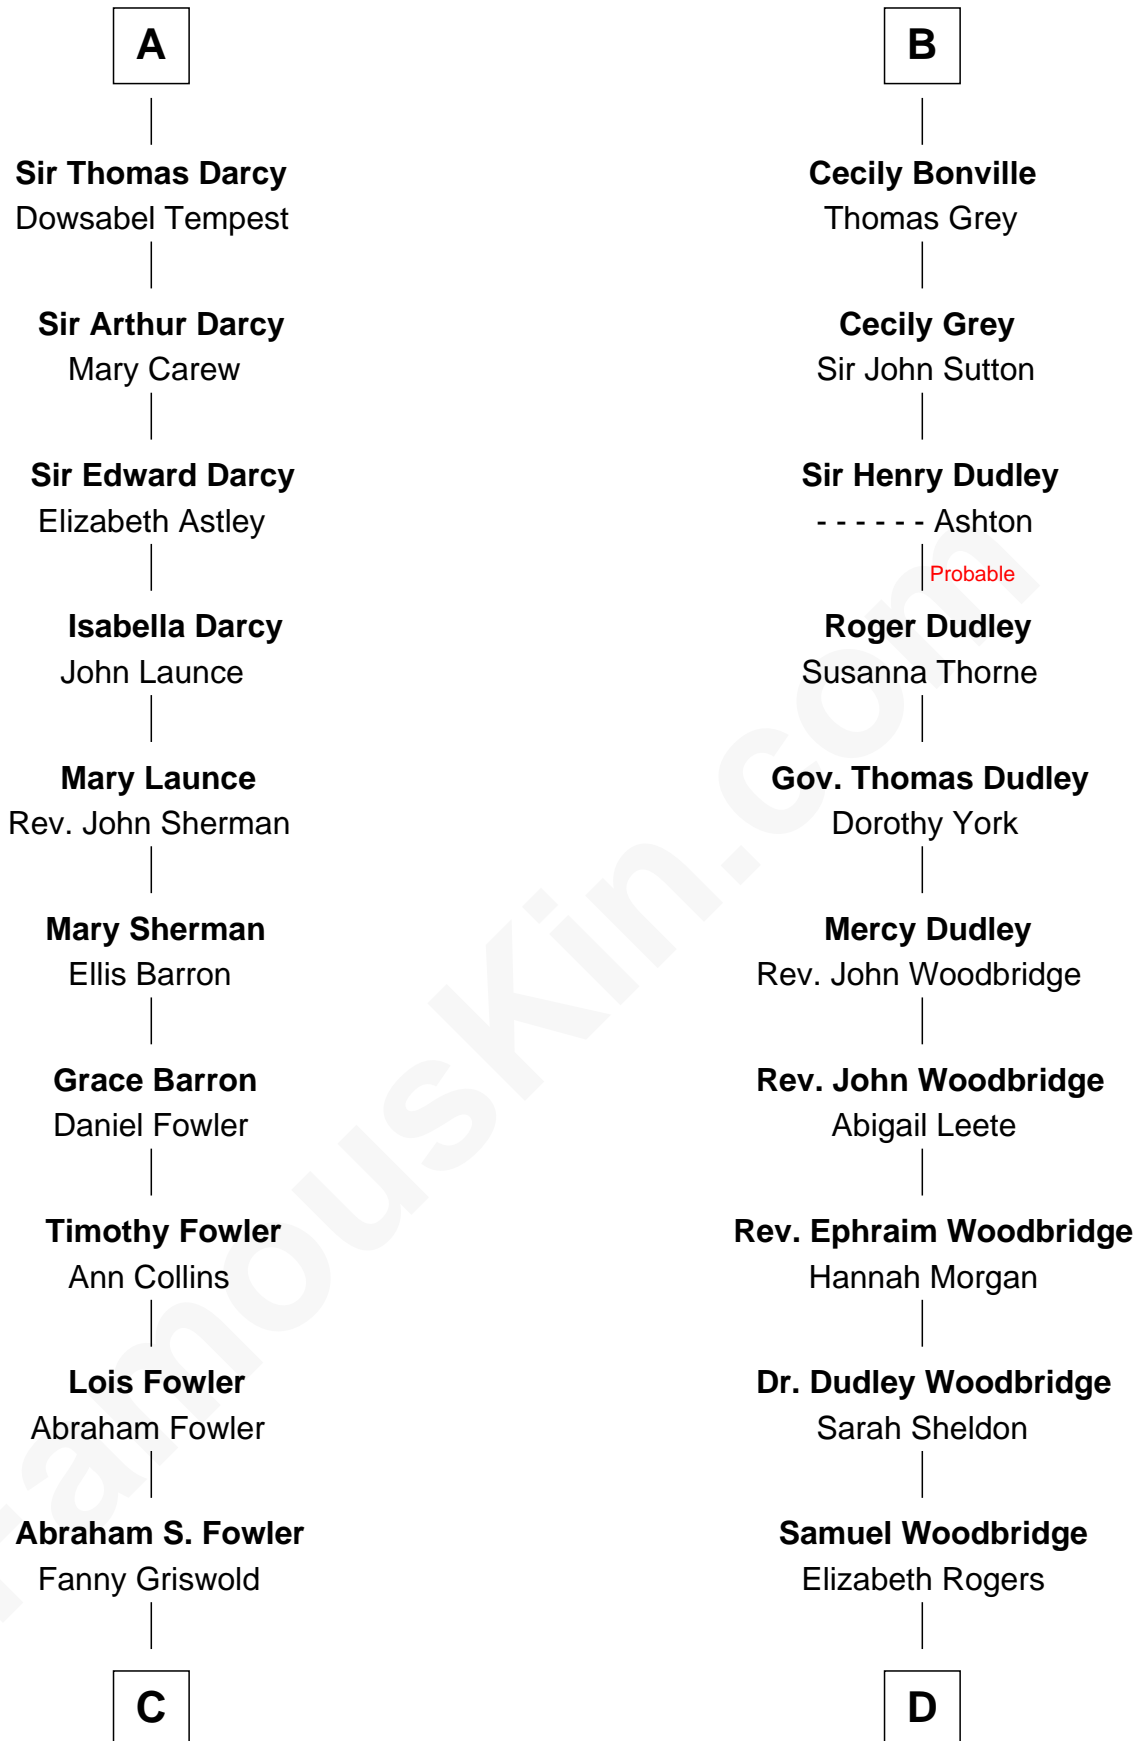 A
Sir Thomas Darcy
Dowsabel Tempest
Sir Arthur Darcy
Mary Carew
Sir Edward Darcy
Elizabeth Astley
Isabella Darcy
John Launce
Mary Launce
Rev. John Sherman
Mary Sherman
Ellis Barron
Grace Barron
Daniel Fowler
Timothy Fowler
Ann Collins
Lois Fowler
Abraham Fowler
Abraham S. Fowler
Fanny Griswold
C
B
Cecily Bonville
Thomas Grey
Cecily Grey
Sir John Sutton
Sir Henry Dudley
- - - - - - Ashton
Probable
Roger Dudley
Susanna Thorne
Gov. Thomas Dudley
Dorothy York
Mercy Dudley
Rev. John Woodbridge
Rev. John Woodbridge
Abigail Leete
Rev. Ephraim Woodbridge
Hannah Morgan
Dr. Dudley Woodbridge
Sarah Sheldon
Samuel Woodbridge
Elizabeth Rogers
D
FamousKin.com